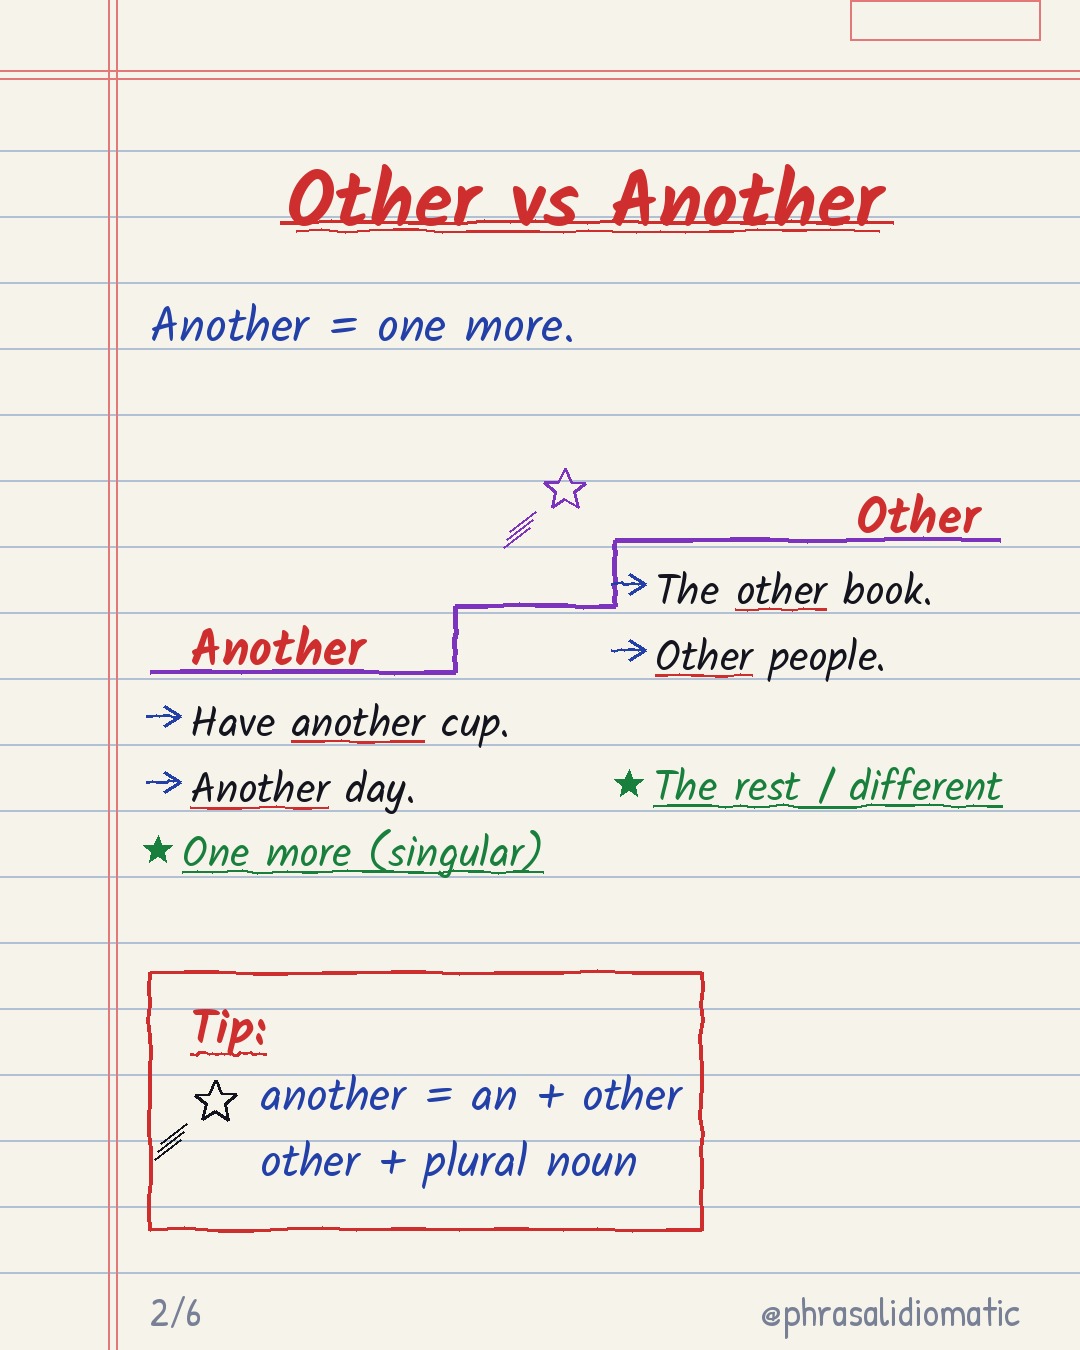 Other vs Another
Another = one more.
Another
→ Have another cup.
→ Another day.
★ One more (singular)
Other
→ The other book.
→ Other people.
★ The rest / different
Tip:
another = an + other
other + plural noun
2/6
@phrasalidiomatic